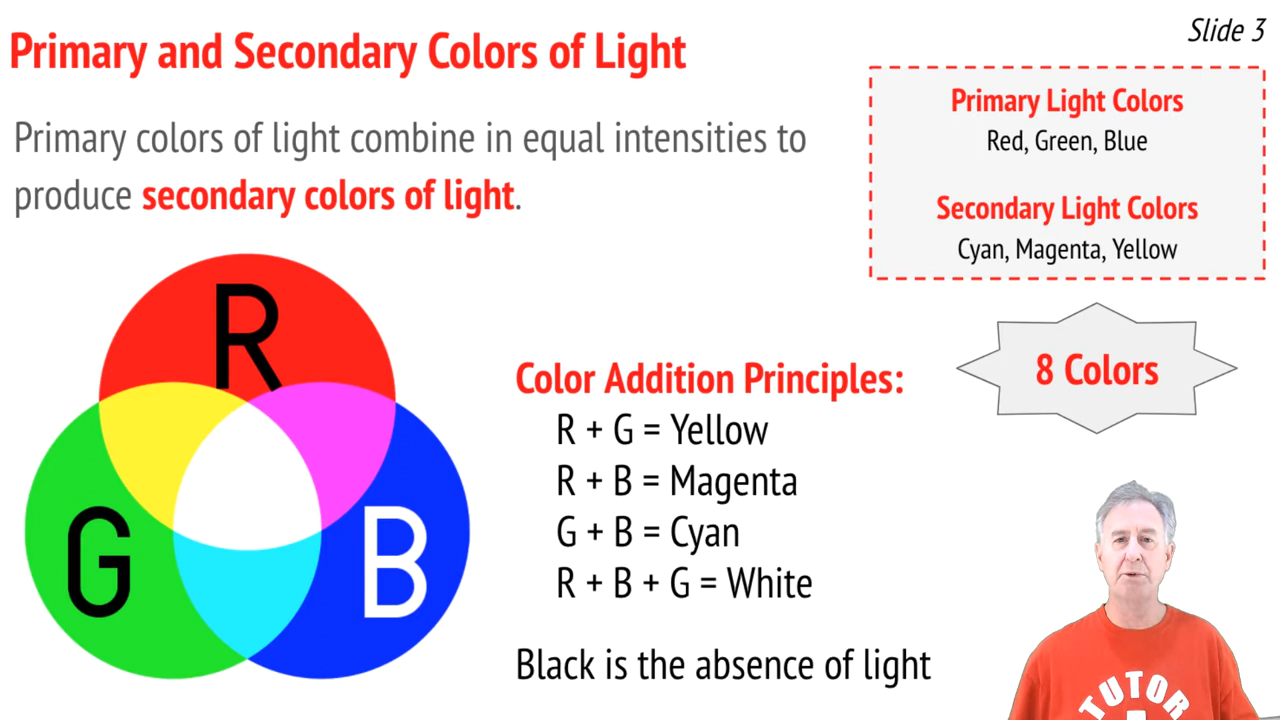 Slide 3
Primary and Secondary Colors of Light
Primary colors of light combine in equal intensities to
produce secondary colors of light.
Primary Light Colors
Red, Green, Blue
Secondary Light Colors
Cyan, Magenta, Yellow
8 Colors
R
G
B
Color Addition Principles:
R + G = Yellow
R + B = Magenta
G + B = Cyan
R + B + G = White
Black is the absence of light
TUTOR